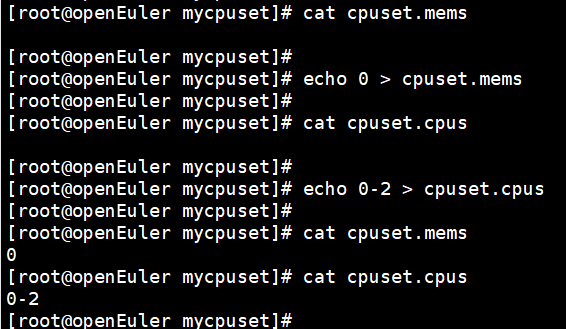 [root@openEuler mycpuset]# cat cpuset.mems
[root@openEuler mycpuset]#
[root@openEuler mycpuset]# echo 0 > cpuset.mems
[root@openEuler mycpuset]#
[root@openEuler mycpuset]# cat cpuset.cpus
[root@openEuler mycpuset]#
[root@openEuler mycpuset]# echo 0-2 > cpuset.cpus
[root@openEuler mycpuset]#
[root@openEuler mycpuset]# cat cpuset.mems
0
[root@openEuler mycpuset]# cat cpuset.cpus
0-2
[root@openEuler mycpuset]#